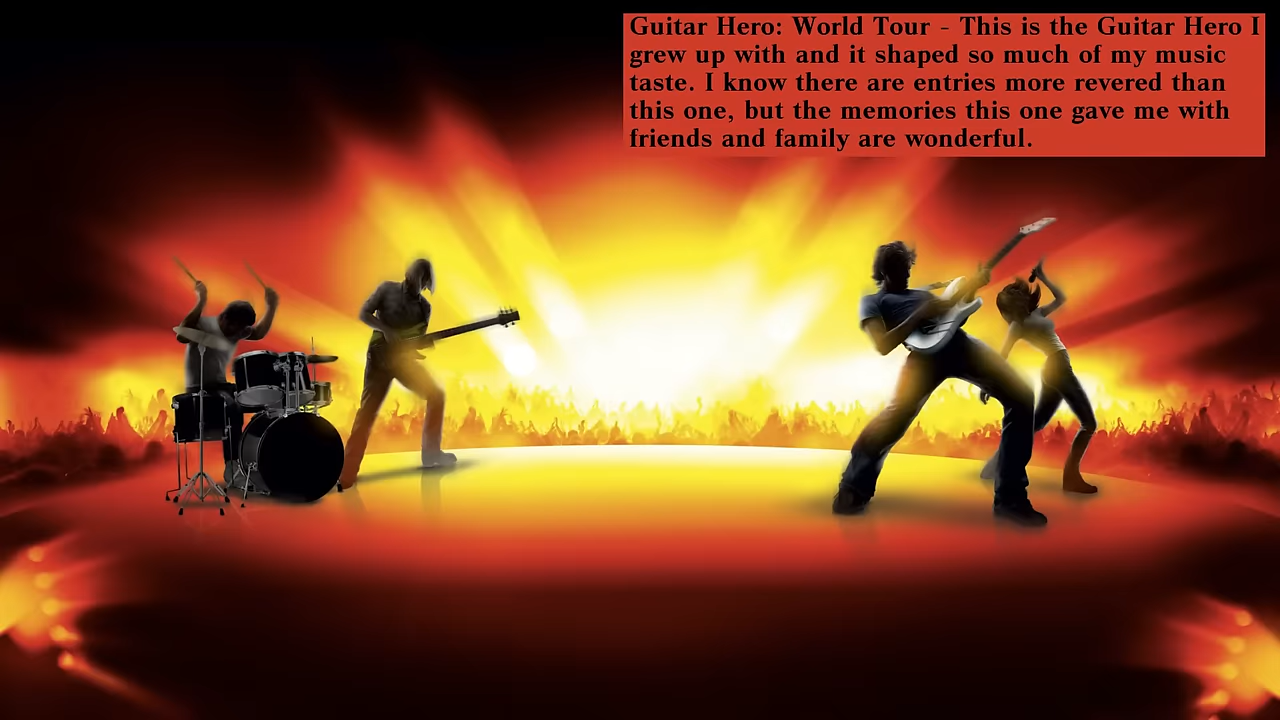 Guitar Hero: World Tour - This is the Guitar Hero I
grew up with and it shaped so much of my music
taste. I know there are entries more revered than
this one, but the memories this one gave me with
friends and family are wonderful.